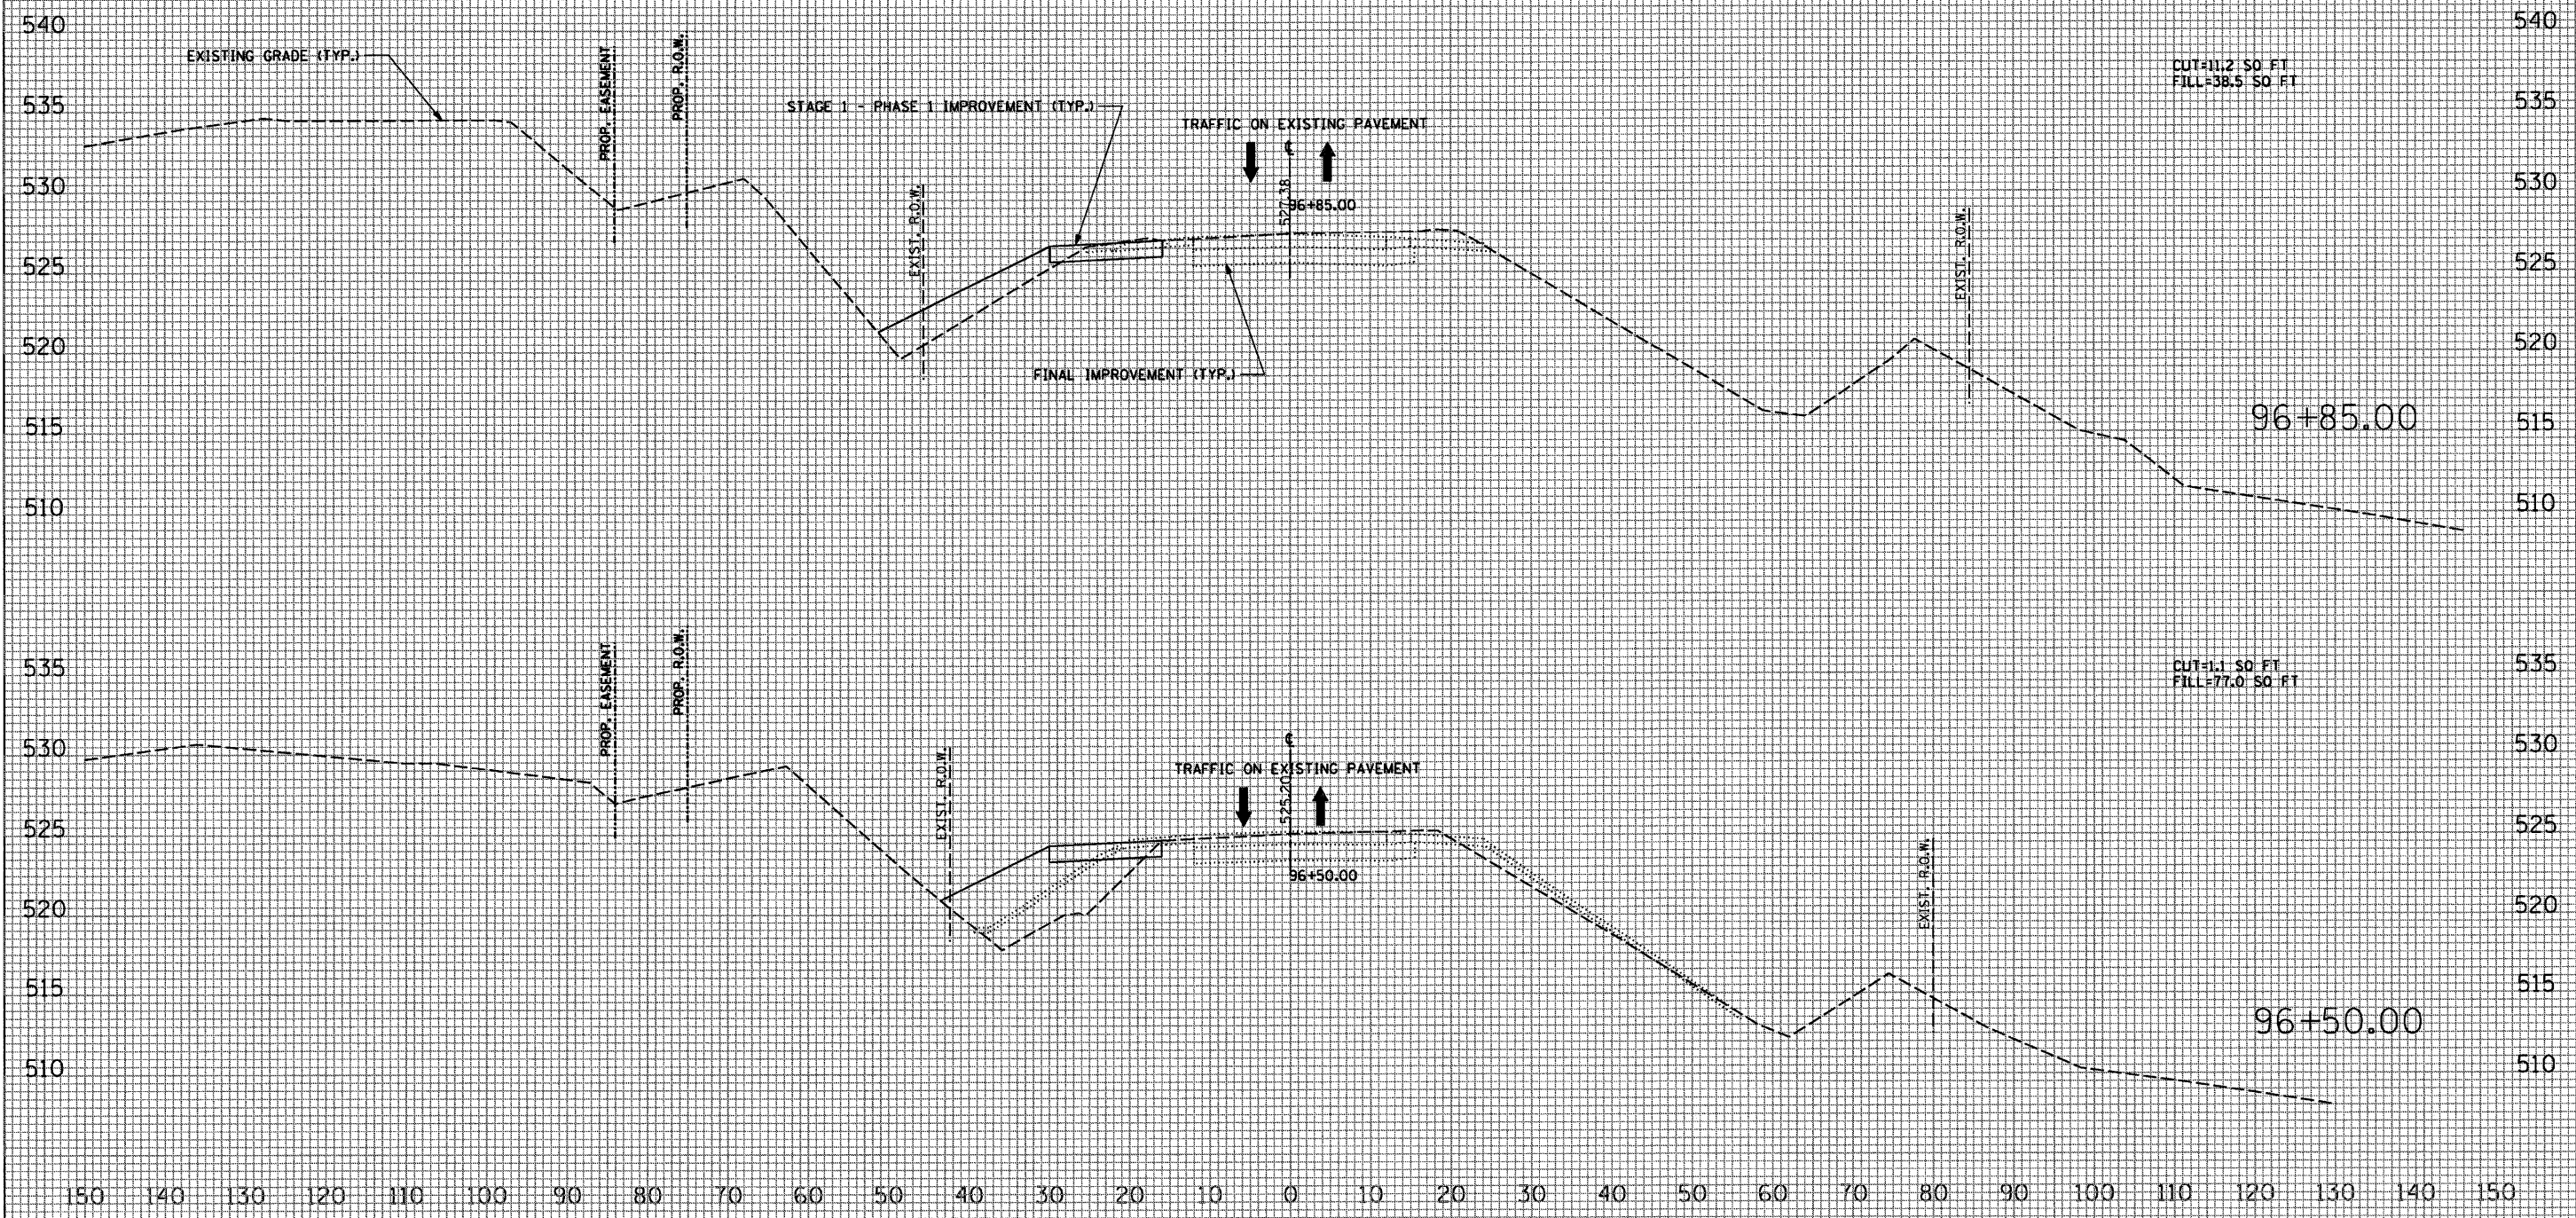 540
540
EXISTING GRADE (TYP.)
PROP. EASEMENT
PROP. R.O.W.
CUT=11.2 SQ FT
FILL=38.5 SQ FT
535
535
STAGE 1 - PHASE 1 IMPROVEMENT (TYP.)
TRAFFIC ON EXISTING PAVEMENT
℄
530
530
EXIST. R.O.W.
527.38
96+85.00
EXIST. R.O.W.
525
525
520
520
FINAL IMPROVEMENT (TYP.)
515
515
96+85.00
510
510
535
535
PROP. EASEMENT
PROP. R.O.W.
CUT=1.1 SQ FT
FILL=77.0 SQ FT
530
530
℄
TRAFFIC ON EXISTING PAVEMENT
EXIST. R.O.W.
525.20
525
525
96+50.00
EXIST. R.O.W.
520
520
515
515
96+50.00
510
510
150 140 130 120 110 100 90 80 70 60 50 40 30 20 10 0 10 20 30 40 50 60 70 80 90 100 110 120 130 140 150